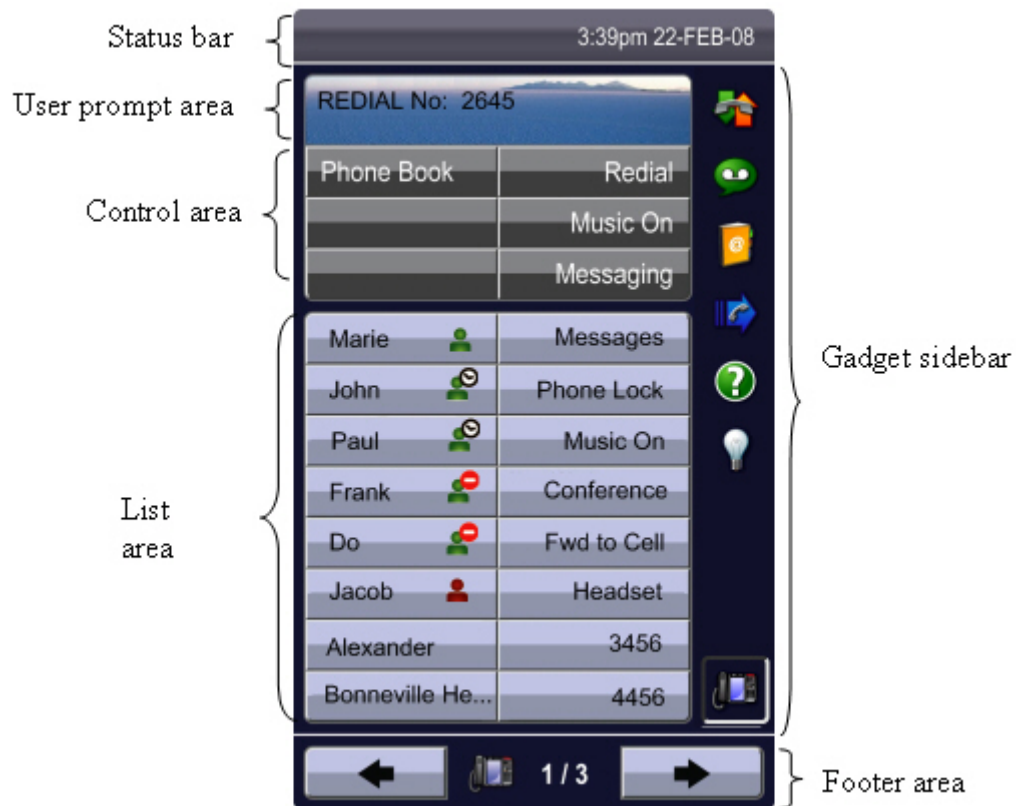 Status bar
3:39pm 22-FEB-08
User prompt area
REDIAL No: 2645
Control area
Phone Book Redial
Music On
Messaging
List
area
Marie Messages
John Phone Lock
Paul Music On
Frank Conference
Do Fwd to Cell
Jacob Headset
Alexander 3456
Bonneville He... 4456
@
?
Gadget sidebar
1 / 3
Footer area